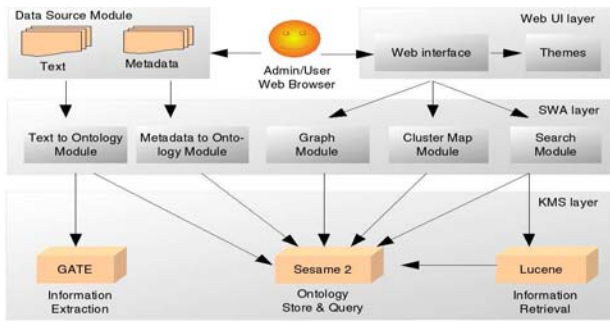 Data Source Module
Web UI layer
Text
Metadata
Admin/User
Web Browser
Web interface
Themes
SWA layer
Text to Ontology
Module
Metadata to Onto-
logy Module
Graph
Module
Cluster Map
Module
Search
Module
KMS layer
GATE
Sesame 2
Lucene
Information
Extraction
Ontology
Store & Query
Information
Retrieval